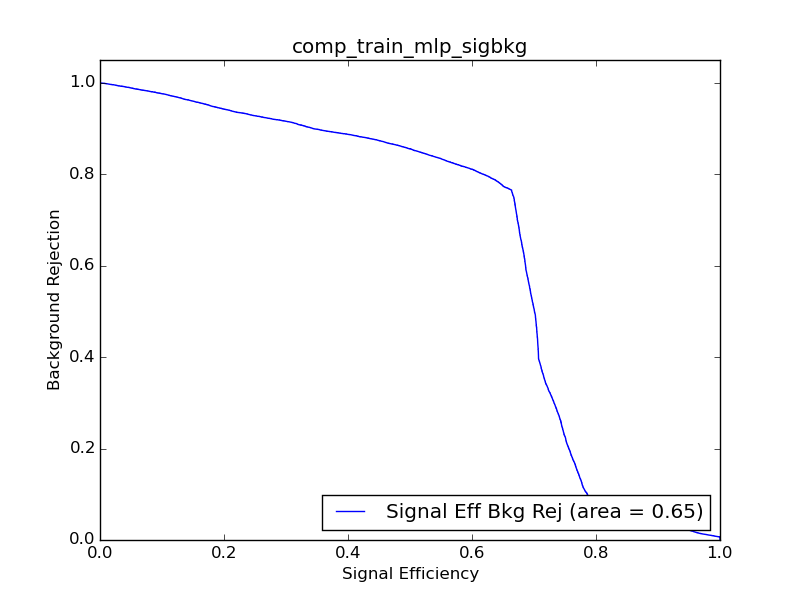 comp_train_mlp_sigbkg
1.0
0.8
0.6
0.4
0.2
0.0
Background Rejection
Signal Eff Bkg Rej (area = 0.65)
0.0 0.2 0.4 0.6 0.8 1.0
Signal Efficiency